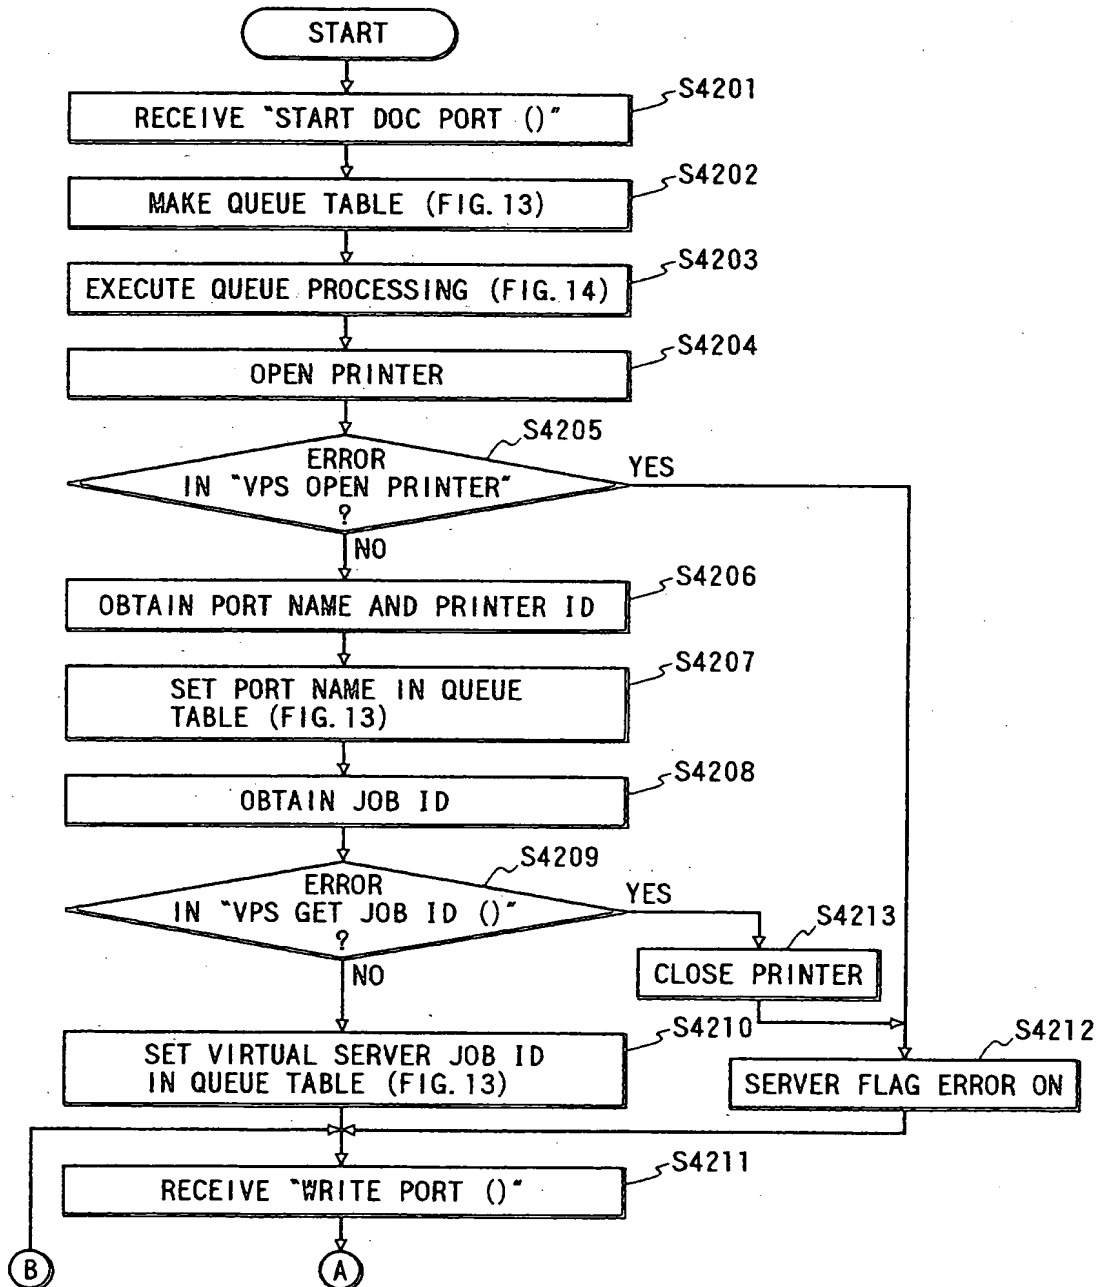 START
S4201
RECEIVE "START DOC PORT ()"
S4202
MAKE QUEUE TABLE (FIG.13)
S4203
EXECUTE QUEUE PROCESSING (FIG.14)
S4204
OPEN PRINTER
S4205
ERROR
IN "VPS OPEN PRINTER"
?
YES
NO
S4206
OBTAIN PORT NAME AND PRINTER ID
S4207
SET PORT NAME IN QUEUE
TABLE (FIG.13)
S4208
OBTAIN JOB ID
S4209
ERROR
IN "VPS GET JOB ID ()"
?
YES
NO
S4213
CLOSE PRINTER
S4210
SET VIRTUAL SERVER JOB ID
IN QUEUE TABLE (FIG.13)
S4212
SERVER FLAG ERROR ON
S4211
RECEIVE "WRITE PORT ()"
B
A